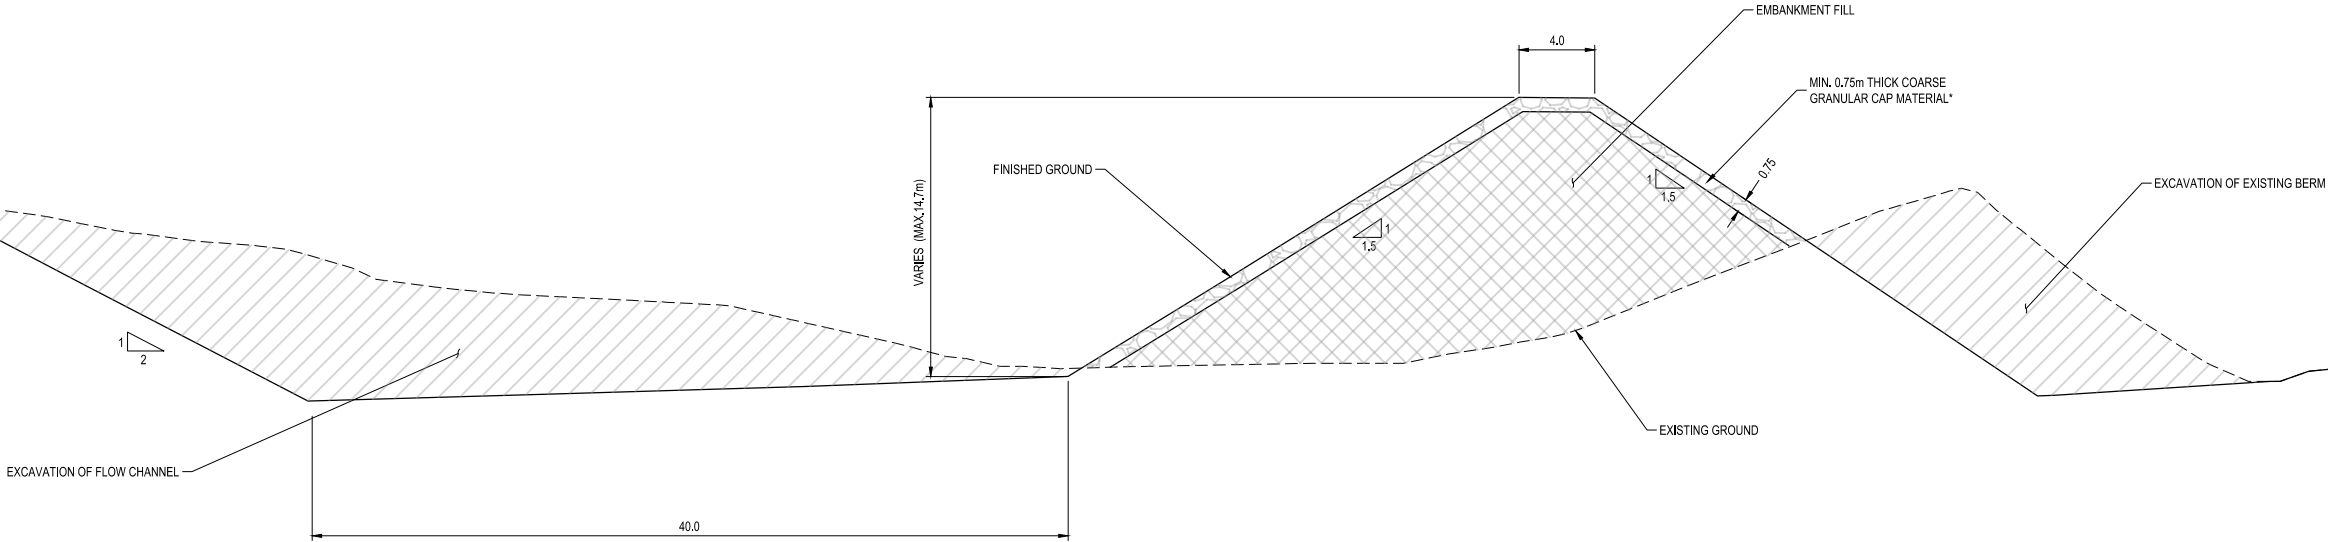 EMBANKMENT FILL
4.0
MIN. 0.75m THICK COARSE
GRANULAR CAP MATERIAL*
FINISHED GROUND
0.75
VARIES (MAX.14.7m)
1
1.5
EXCAVATION OF EXISTING BERM
1
1.5
1
2
EXISTING GROUND
EXCAVATION OF FLOW CHANNEL
40.0